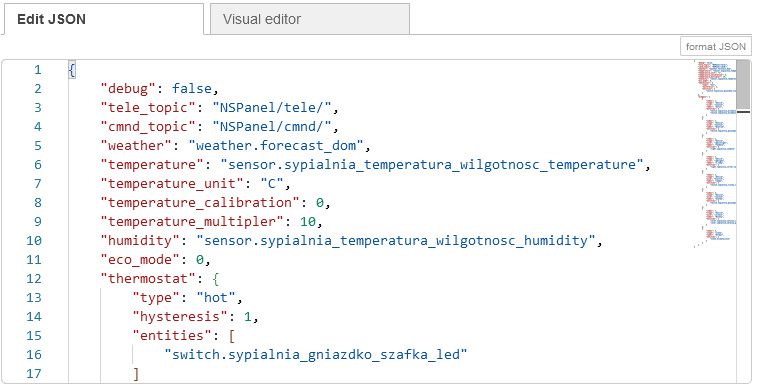 Edit JSON
Visual editor
format JSON
1 {
2 "debug": false,
3 "tele_topic": "NSPanel/tele/",
4 "cmnd_topic": "NSPanel/cmnd/",
5 "weather": "weather.forecast_dom",
6 "temperature": "sensor.sypialnia_temperatura_wilgotnosc_temperature",
7 "temperature_unit": "C",
8 "temperature_calibration": 0,
9 "temperature_multipler": 10,
10 "humidity": "sensor.sypialnia_temperatura_wilgotnosc_humidity",
11 "eco_mode": 0,
12 "thermostat": {
13 "type": "hot",
14 "hysteresis": 1,
15 "entities": [
16 "switch.sypialnia_gniazdko_szafka_led"
17 ]